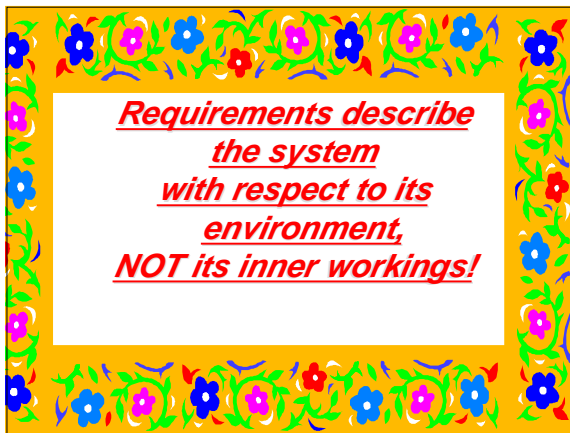 Requirements describe
the system
with respect to its
environment,
NOT its inner workings!